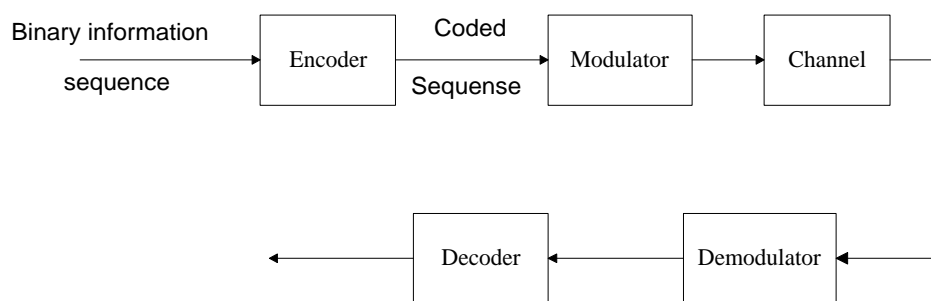 Binary information
sequence
Encoder
Coded
Sequense
Modulator
Channel
Decoder
Demodulator